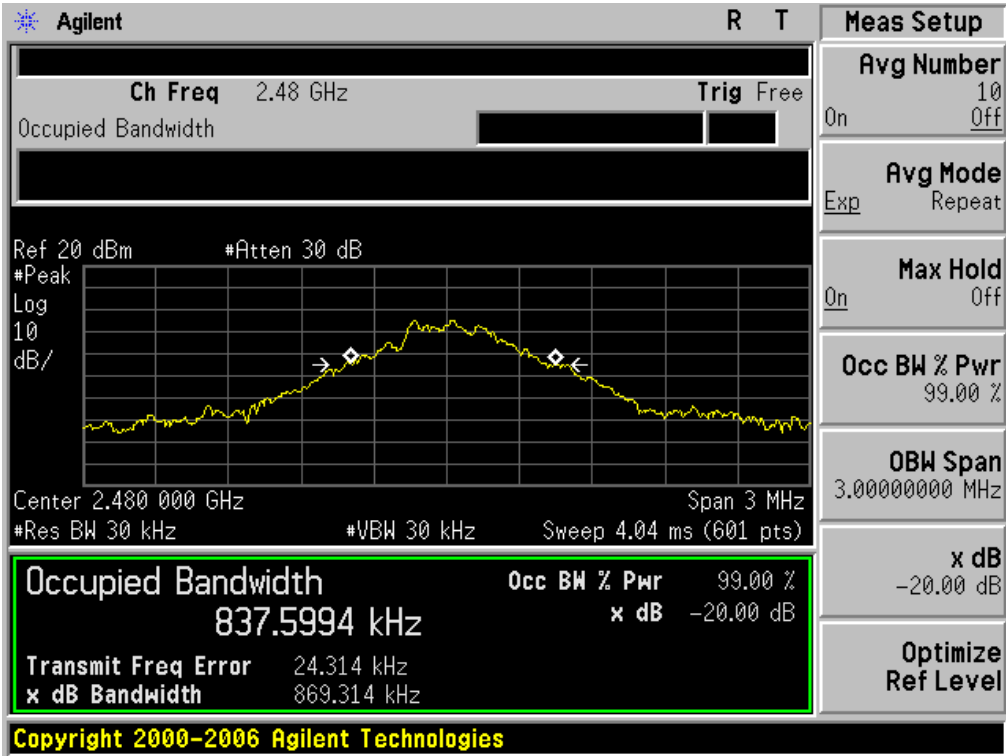 Agilent R T
Meas Setup
Ch Freq 2.48 GHz Trig Free
Occupied Bandwidth
Ref 20 dBm #Atten 30 dB
#Peak
Log
10
dB/
Center 2.480 000 GHz Span 3 MHz
#Res BW 30 kHz #VBW 30 kHz Sweep 4.04 ms (601 pts)
Occupied Bandwidth
837.5994 kHz
Occ BW % Pwr 99.00 %
x dB -20.00 dB
Transmit Freq Error 24.314 kHz
x dB Bandwidth 869.314 kHz
Avg Number
10
On Off
Avg Mode
Exp Repeat
Max Hold
On Off
Occ BW % Pwr
99.00 %
OBW Span
3.00000000 MHz
x dB
-20.00 dB
Optimize
Ref Level
Copyright 2000-2006 Agilent Technologies